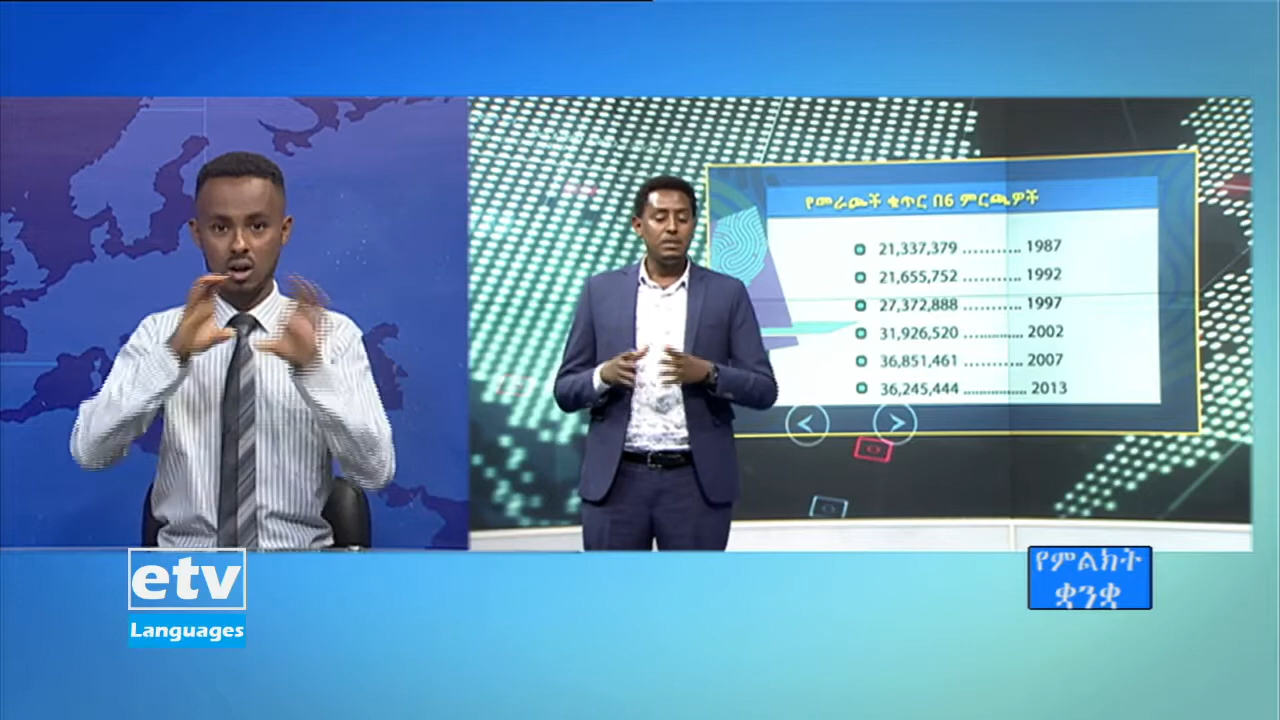 የመራጮች ቁጥር በ6 ምርጫዎች
21,337,379 ............ 1987
21,655,752 ............ 1992
27,372,888 ............ 1997
31,926,520 ............... 2002
36,851,461 ............ 2007
36,245,444 ............... 2013
etv
Languages
የምልክት
ቋንቋ